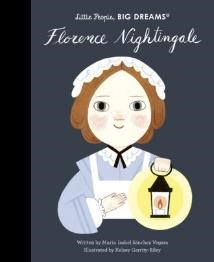 Little People, BIG DREAMS®
Florence Nightingale
Written by Maria Isabel Sánchez Vegara
Illustrated by Kelsey Garrity-Riley